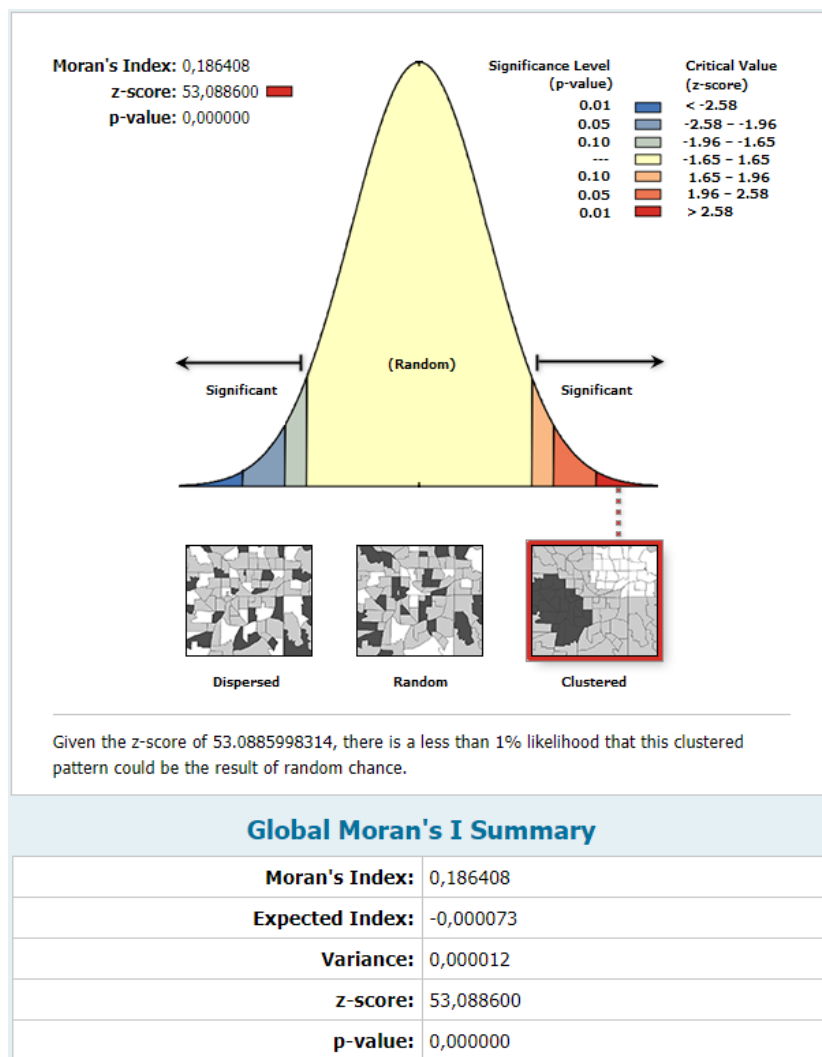 Moran's Index: 0,186408
z-score: 53,088600
p-value: 0,000000
Significance Level
(p-value)
Critical Value
(z-score)
0.01 < -2.58
0.05 -2.58 – -1.96
0.10 -1.96 – -1.65
--- -1.65 – 1.65
0.10 1.65 – 1.96
0.05 1.96 – 2.58
0.01 > 2.58
(Random)
Significant
Significant
Dispersed
Random
Clustered
Given the z-score of 53.0885998314, there is a less than 1% likelihood that this clustered
pattern could be the result of random chance.
Global Moran's I Summary
Moran's Index: 0,186408
Expected Index: -0,000073
Variance: 0,000012
z-score: 53,088600
p-value: 0,000000